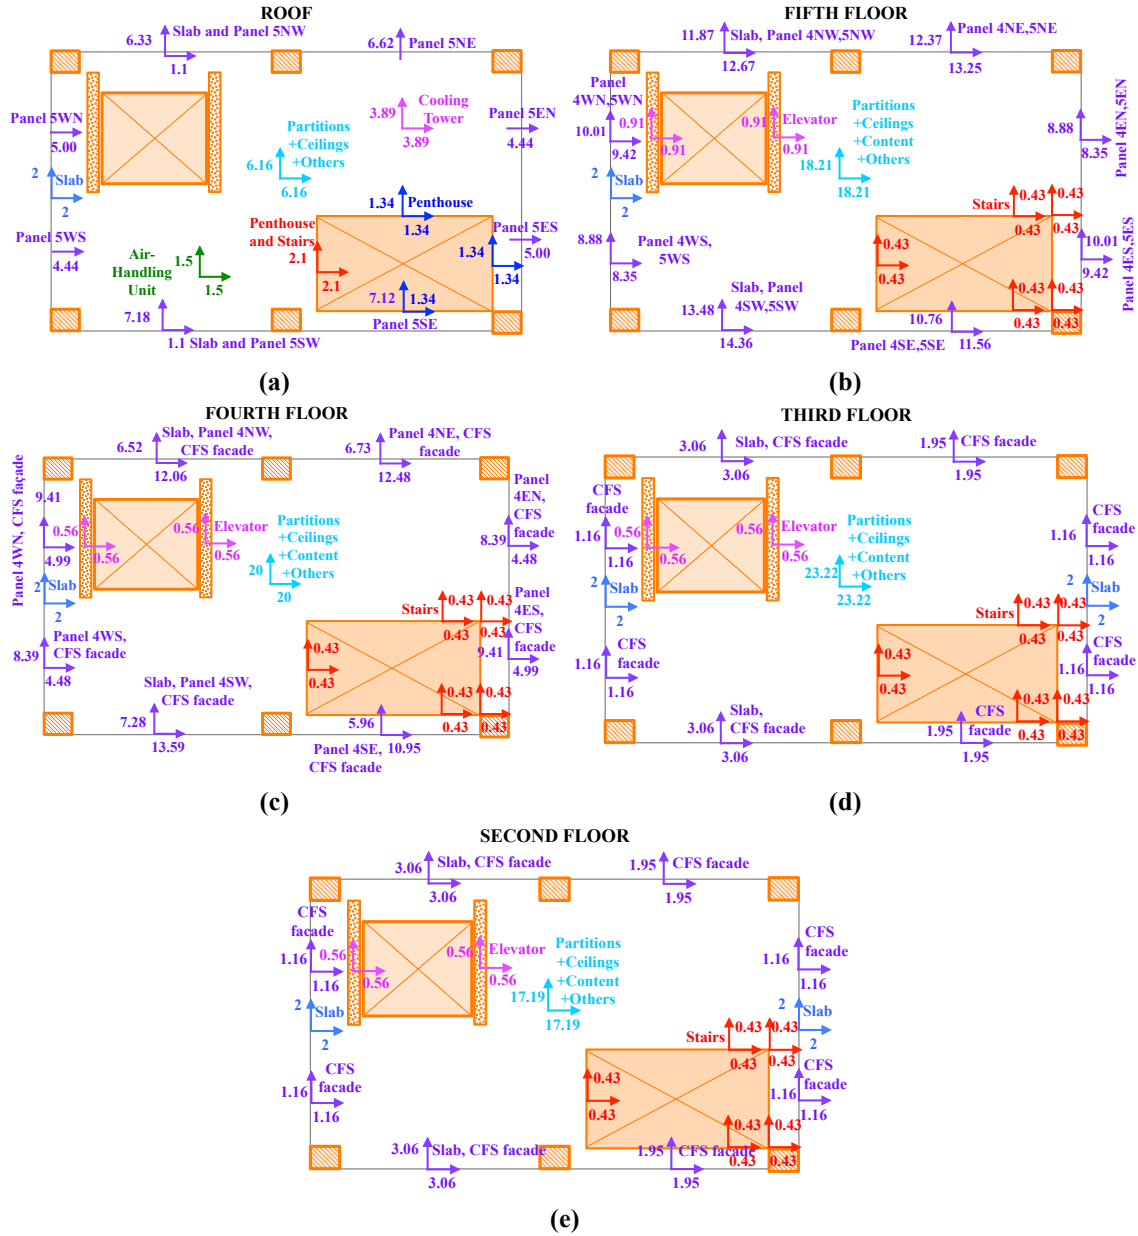 ROOF
6.33
Slab and Panel 5NW
1.1
6.62
Panel 5NE
Panel 5WN
5.00
3.89
Cooling
Tower
3.89
Panel 5EN
4.44
Partitions
+Ceilings
+Others
6.16
6.16
2
Slab
2
Panel 5WS
4.44
1.34
Penthouse
1.34
Penthouse
and Stairs
2.1
2.1
Panel 5ES
5.00
1.34
1.34
Air-
Handling
Unit
1.5
1.5
7.12
1.34
Panel 5SE
7.18
1.1 Slab and Panel 5SW
(a)
FIFTH FLOOR
11.87
Slab, Panel 4NW,5NW
12.67
12.37
Panel 4NE,5NE
13.25
Panel
4WN,5WN
10.01
9.42
0.91
0.91
0.91
Elevator
0.91
Partitions
+Ceilings
+Content
+Others
18.21
18.21
8.88
8.35
Panel 4EN,5EN
2
Slab
2
8.88
Panel 4WS,
5WS
8.35
Stairs
0.43
0.43
0.43
0.43
0.43
0.43
10.01
9.42
Panel 4ES,5ES
0.43
0.43
0.43
0.43
13.48
Slab, Panel
4SW,5SW
14.36
10.76
Panel 4SE,5SE
11.56
(b)
FOURTH FLOOR
6.52
Slab, Panel 4NW,
CFS facade
12.06
6.73
Panel 4NE, CFS
facade
12.48
Panel 4WN, CFS façade
9.41
4.99
0.56
0.56
0.56
Elevator
0.56
Partitions
+Ceilings
+Content
+Others
20
20
Panel
4EN,
CFS
facade
8.39
4.48
2
Slab
2
Panel 4WS,
CFS facade
8.39
4.48
Stairs
0.43
0.43
0.43
0.43
0.43
0.43
Panel
4ES,
CFS
facade
9.41
4.99
0.43
0.43
0.43
0.43
Slab, Panel 4SW,
CFS facade
7.28
13.59
5.96
10.95
Panel 4SE,
CFS facade
(c)
THIRD FLOOR
3.06
Slab, CFS facade
3.06
1.95
CFS facade
1.95
CFS
facade
1.16
1.16
0.56
0.56
0.56
Elevator
0.56
Partitions
+Ceilings
+Content
+Others
23.22
23.22
CFS
facade
1.16
1.16
2
Slab
2
2
Slab
2
CFS
facade
1.16
1.16
Stairs
0.43
0.43
0.43
0.43
0.43
0.43
CFS
facade
1.16
1.16
0.43
0.43
0.43
0.43
3.06
Slab,
CFS facade
3.06
1.95
CFS
facade
1.95
(d)
SECOND FLOOR
3.06
Slab, CFS facade
3.06
1.95
CFS facade
1.95
CFS
facade
1.16
1.16
0.56
0.56
0.56
Elevator
0.56
Partitions
+Ceilings
+Content
+Others
17.19
17.19
CFS
facade
1.16
1.16
2
Slab
2
2
Slab
2
CFS
facade
1.16
1.16
Stairs
0.43
0.43
0.43
0.43
0.43
0.43
CFS
facade
1.16
1.16
0.43
0.43
0.43
0.43
3.06
Slab, CFS facade
3.06
1.95
CFS facade
1.95
(e)